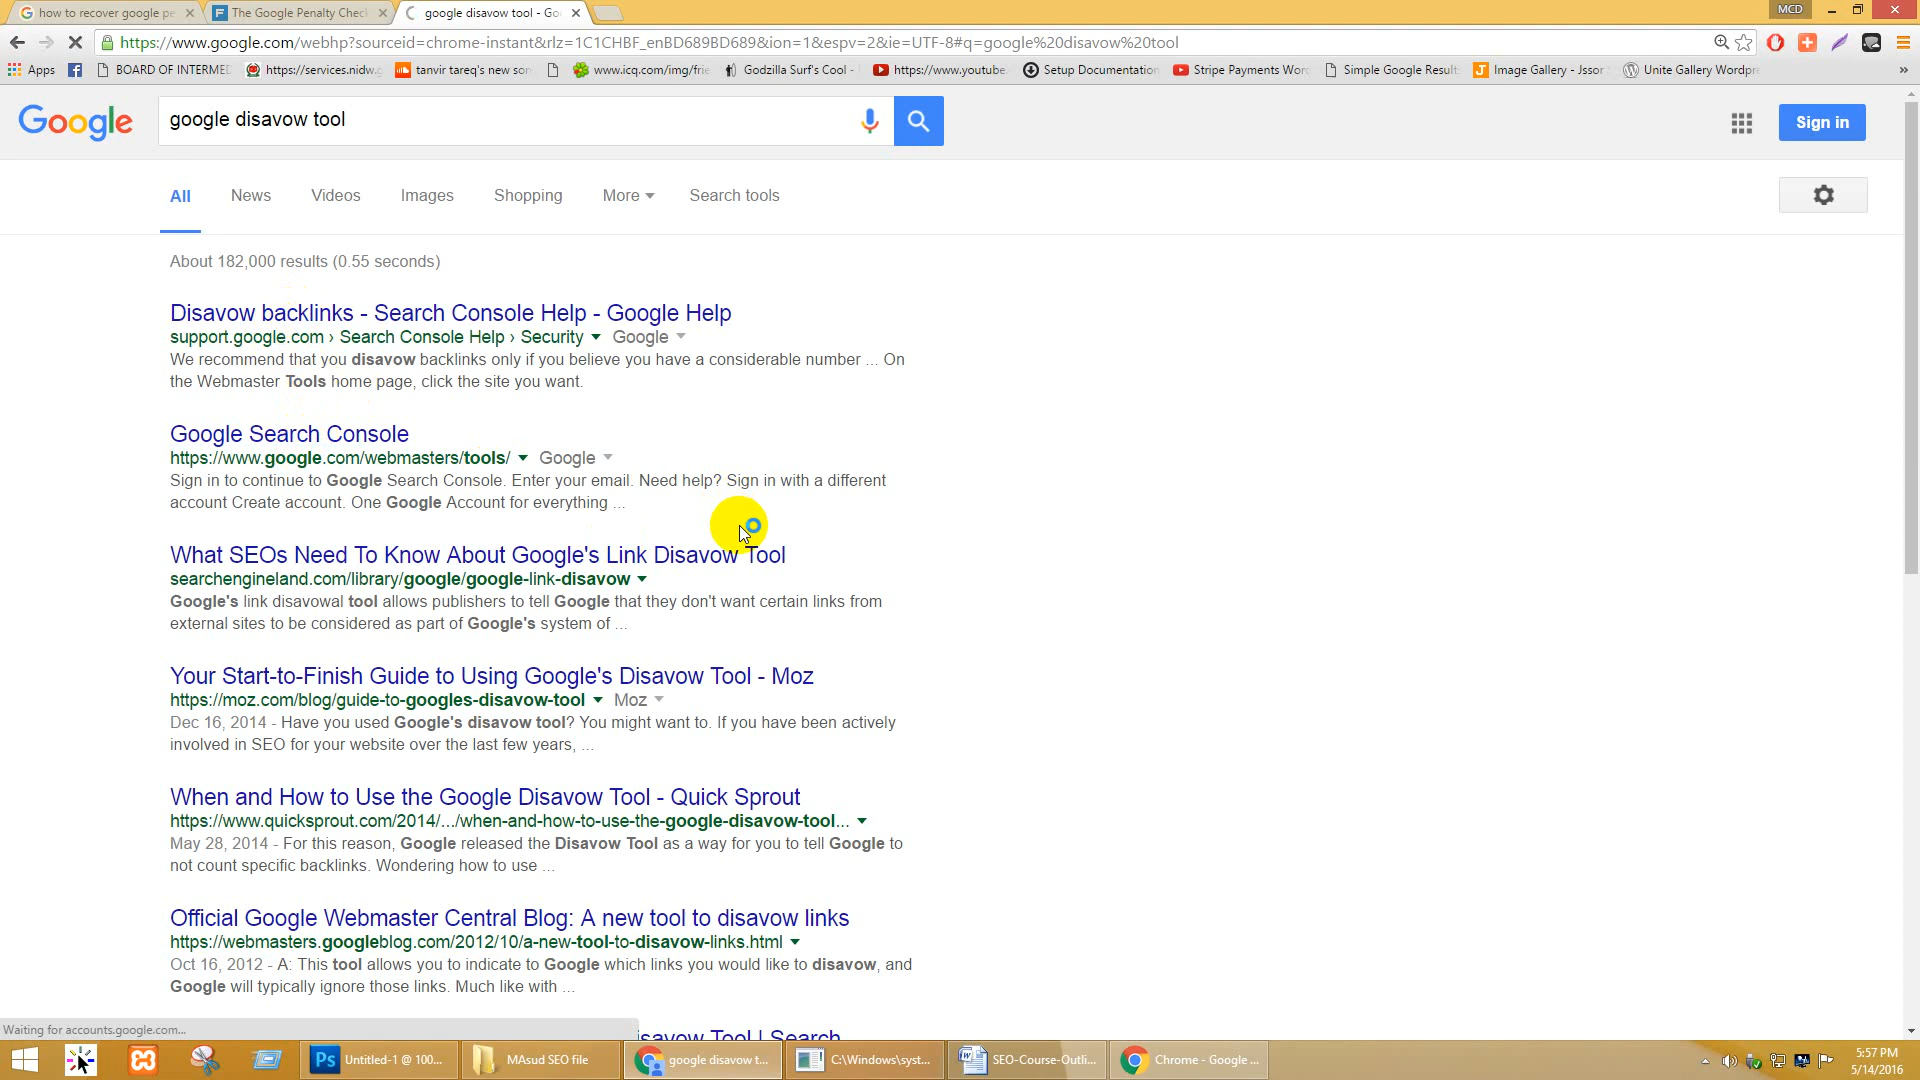 how to recover google pe
The Google Penalty Chec
google disavow tool - Go
MCD
https://www.google.com/webhp?sourceid=chrome-instant&rlz=1C1CHBF_enBD689BD689&ion=1&espv=2&ie=UTF-8#q=google%20disavow%20tool
Apps
BOARD OF INTERMED
https://services.nidw.g
tanvir tareq's new son
www.icq.com/img/frie
Godzilla Surf's Cool -
https://www.youtube
Setup Documentation
Stripe Payments Wor
Simple Google Result
Image Gallery - Jssor
Unite Gallery Wordpre
»
Google
google disavow tool
Sign in
All News Videos Images Shopping More Search tools
About 182,000 results (0.55 seconds)
Disavow backlinks - Search Console Help - Google Help
support.google.com › Search Console Help › Security Google
We recommend that you disavow backlinks only if you believe you have a considerable number ... On
the Webmaster Tools home page, click the site you want.
Google Search Console
https://www.google.com/webmasters/tools/ Google
Sign in to continue to Google Search Console. Enter your email. Need help? Sign in with a different
account Create account. One Google Account for everything ...
What SEOs Need To Know About Google's Link Disavow Tool
searchengineland.com/library/google/google-link-disavow
Google's link disavowal tool allows publishers to tell Google that they don't want certain links from
external sites to be considered as part of Google's system of ...
Your Start-to-Finish Guide to Using Google's Disavow Tool - Moz
https://moz.com/blog/guide-to-googles-disavow-tool Moz
Dec 16, 2014 - Have you used Google's disavow tool? You might want to. If you have been actively
involved in SEO for your website over the last few years, ...
When and How to Use the Google Disavow Tool - Quick Sprout
https://www.quicksprout.com/2014/.../when-and-how-to-use-the-google-disavow-tool...
May 28, 2014 - For this reason, Google released the Disavow Tool as a way for you to tell Google to
not count specific backlinks. Wondering how to use ...
Official Google Webmaster Central Blog: A new tool to disavow links
https://webmasters.googleblog.com/2012/10/a-new-tool-to-disavow-links.html
Oct 16, 2012 - A: This tool allows you to indicate to Google which links you would like to disavow, and
Google will typically ignore those links. Much like with ...
savow Tool | Search
Waiting for accounts.google.com...
Ps
Untitled-1 @ 100...
MAsud SEO file
google disavow t...
C:\Windows\syst...
SEO-Course-Outli...
Chrome - Google ...
5:57 PM
5/14/2016